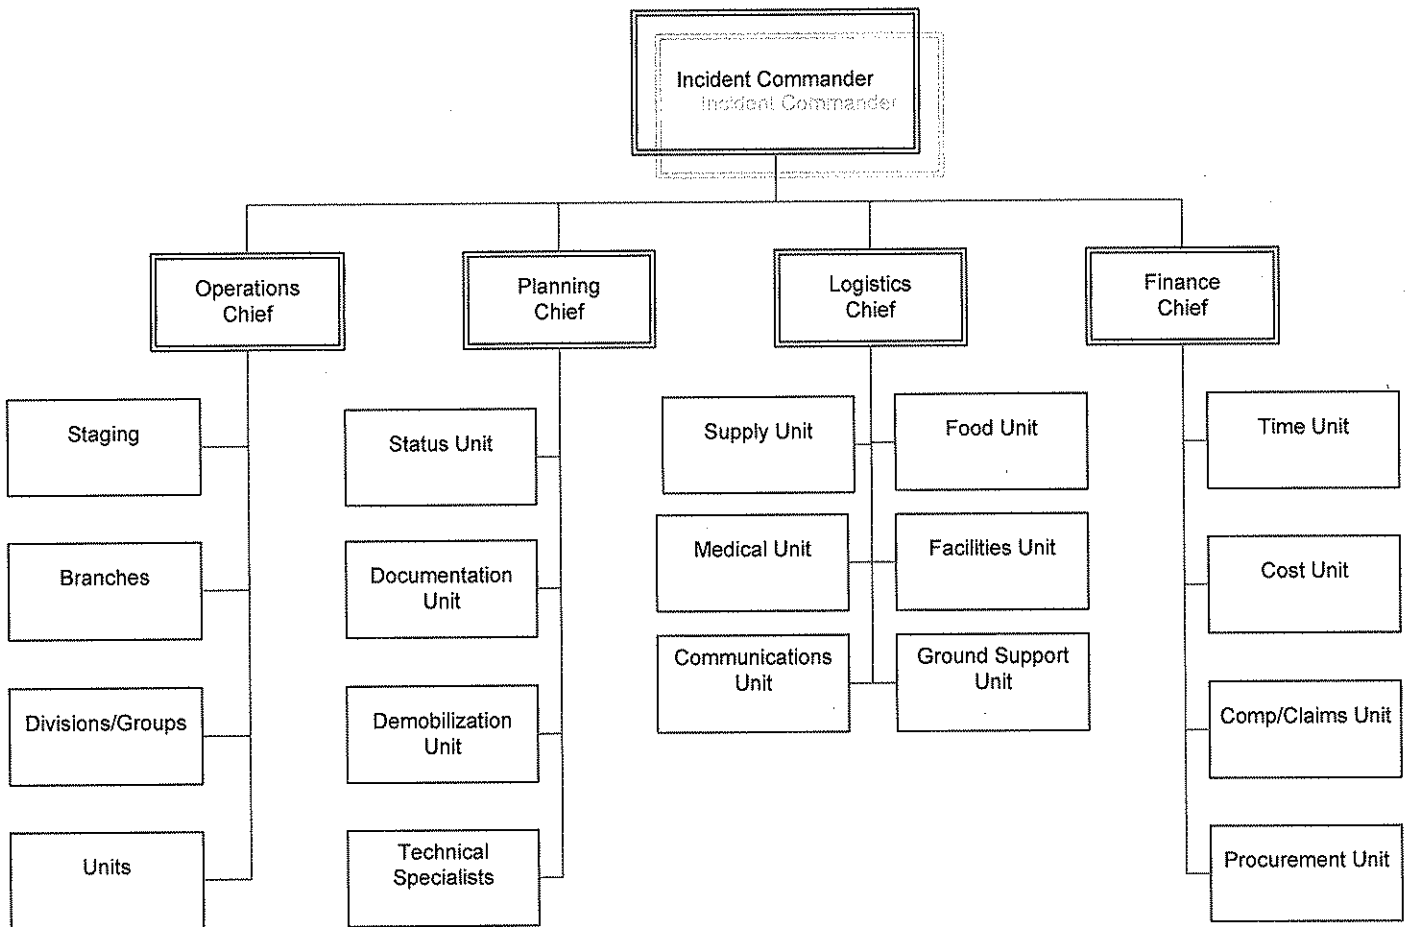 Incident Commander
Incident Commander
Operations
Chief
Planning
Chief
Logistics
Chief
Finance
Chief
Staging
Branches
Divisions/Groups
Units
Status Unit
Documentation
Unit
Demobilization
Unit
Technical
Specialists
Supply Unit
Food Unit
Medical Unit
Facilities Unit
Communications
Unit
Ground Support
Unit
Time Unit
Cost Unit
Comp/Claims Unit
Procurement Unit